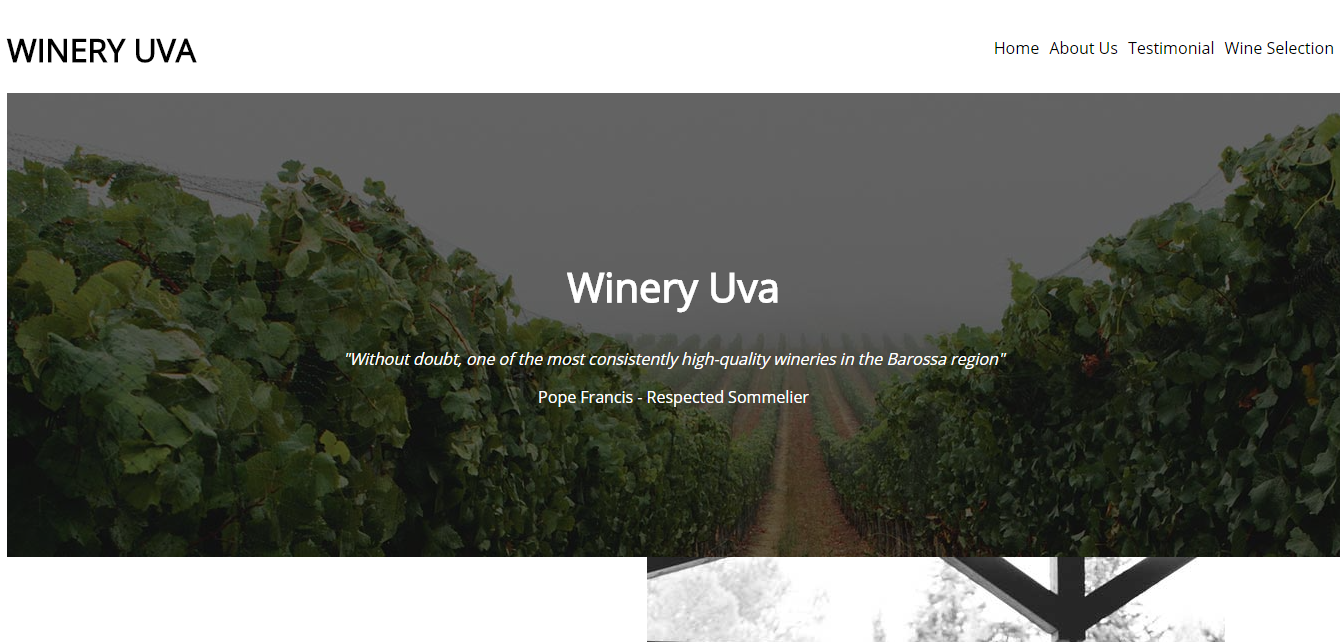 WINERY UVA
Home About Us Testimonial Wine Selection
Winery Uva
"Without doubt, one of the most consistently high-quality wineries in the Barossa region"
Pope Francis - Respected Sommelier